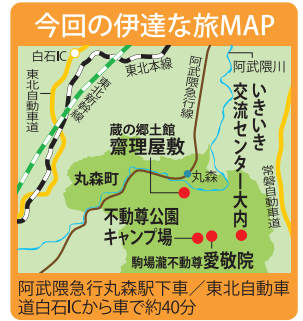 今回の伊達な旅MAP
白石IC
東北本線
東北新幹線
東北自動車道
阿武隈急行線
阿武隈川
いきいき
交流センター大内
蔵の郷土館
齋理屋敷
丸森町
丸森
常磐自動車道
不動尊公園
キャンプ場
駒場瀧不動尊愛敬院
阿武隈急行丸森駅下車/東北自動車
道白石ICから車で約40分